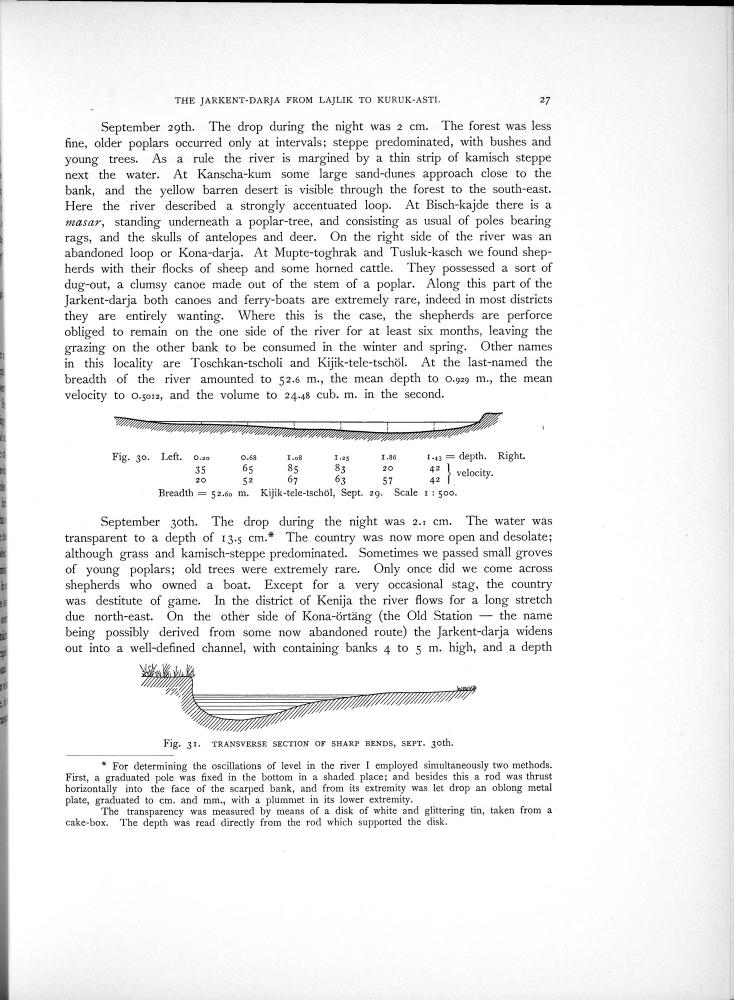 THE JARKENT-DARJA FROM LAJLIK TO KURUK-ASTI. 27
September 29th. The drop during the night was 2 cm. The forest was less
fine, older poplars occurred only at intervals; steppe predominated, with bushes and
young trees. As a rule the river is margined by a thin strip of kamisch steppe
next the water. At Kanscha-kum some large sand-dunes approach close to the
bank, and the yellow barren desert is visible through the forest to the south-east.
Here the river described a strongly accentuated loop. At Bisch-kajde there is a
masar, standing underneath a poplar-tree, and consisting as usual of poles bearing
rags, and the skulls of antelopes and deer. On the right side of the river was an
abandoned loop or Kona-darja. At Mupte-toghrak and Tusluk-kasch we found shep-
herds with their flocks of sheep and some horned cattle. They possessed a sort of
dug-out, a clumsy canoe made out of the stem of a poplar. Along this part of the
Jarkent-darja both canoes and ferry-boats are extremely rare, indeed in most districts
they are entirely wanting. Where this is the case, the shepherds are perforce
obliged to remain on the one side of the river for at least six months, leaving the
grazing on the other bank to be consumed in the winter and spring. Other names
in this locality are Toschkan-tscholi and Kijik-tele-tschöl. At the last-named the
breadth of the river amounted to 52.6 m., the mean depth to 0.929 m., the mean
velocity to 0.5012, and the volume to 24.48 cub. m. in the second.
Fig. 30. Left. 0.20 0.68 1.08 1.25 1.86 1.43 = depth. Right.
35 65 85 83 20 42 } velocity.
20 52 67 63 57 42
Breadth = 52.60 m. Kijik-tele-tschöl, Sept. 29. Scale 1 : 500.
September 30th. The drop during the night was 2.1 cm. The water was
transparent to a depth of 13.5 cm.* The country was now more open and desolate;
although grass and kamisch-steppe predominated. Sometimes we passed small groves
of young poplars; old trees were extremely rare. Only once did we come across
shepherds who owned a boat. Except for a very occasional stag, the country
was destitute of game. In the district of Kenija the river flows for a long stretch
due north-east. On the other side of Kona-örtäng (the Old Station — the name
being possibly derived from some now abandoned route) the Jarkent-darja widens
out into a well-defined channel, with containing banks 4 to 5 m. high, and a depth
Fig. 31. TRANSVERSE SECTION OF SHARP BENDS, SEPT. 30th.
* For determining the oscillations of level in the river I employed simultaneously two methods.
First, a graduated pole was fixed in the bottom in a shaded place; and besides this a rod was thrust
horizontally into the face of the scarped bank, and from its extremity was let drop an oblong metal
plate, graduated to cm. and mm., with a plummet in its lower extremity.
The transparency was measured by means of a disk of white and glittering tin, taken from a
cake-box. The depth was read directly from the rod which supported the disk.